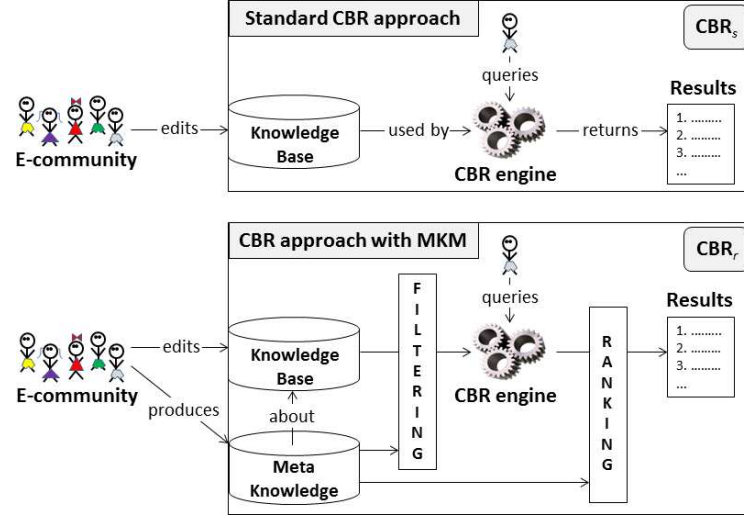 Standard CBR approach
CBRs
queries
Results
1. .........
2. .........
3. .........
...
edits
Knowledge
Base
used by
returns
E-community
CBR engine
CBR approach with MKM
CBRr
queries
FILTERING
RANKING
Results
1. .........
2. .........
3. .........
...
edits
Knowledge
Base
E-community
CBR engine
produces
about
Meta
Knowledge